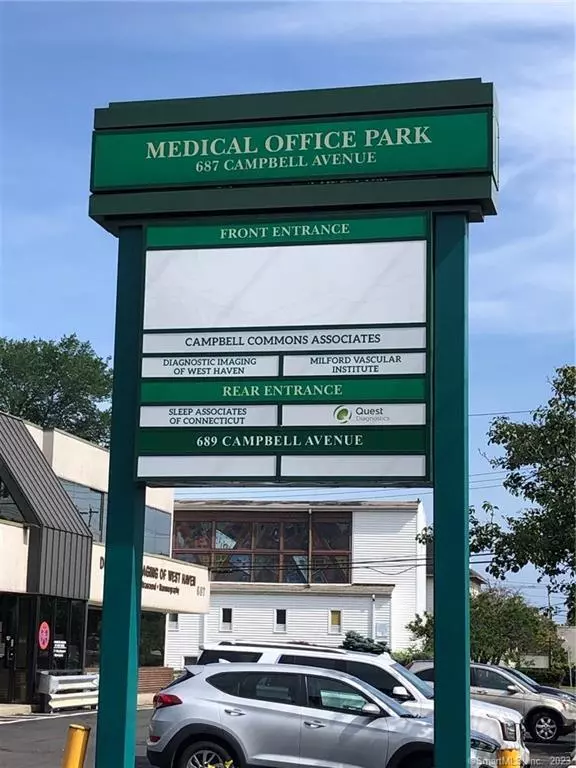 MEDICAL OFFICE PARK
687 CAMPBELL AVENUE
FRONT ENTRANCE
CAMPBELL COMMONS ASSOCIATES
DIAGNOSTIC IMAGING
OF WEST HAVEN
MILFORD VASCULAR
INSTITUTE
REAR ENTRANCE
SLEEP ASSOCIATES
OF CONNECTICUT
Quest
Diagnostics
689 CAMPBELL AVENUE
AGING OF WEST HAVEN
687
© SmartMLS, Inc. 2023